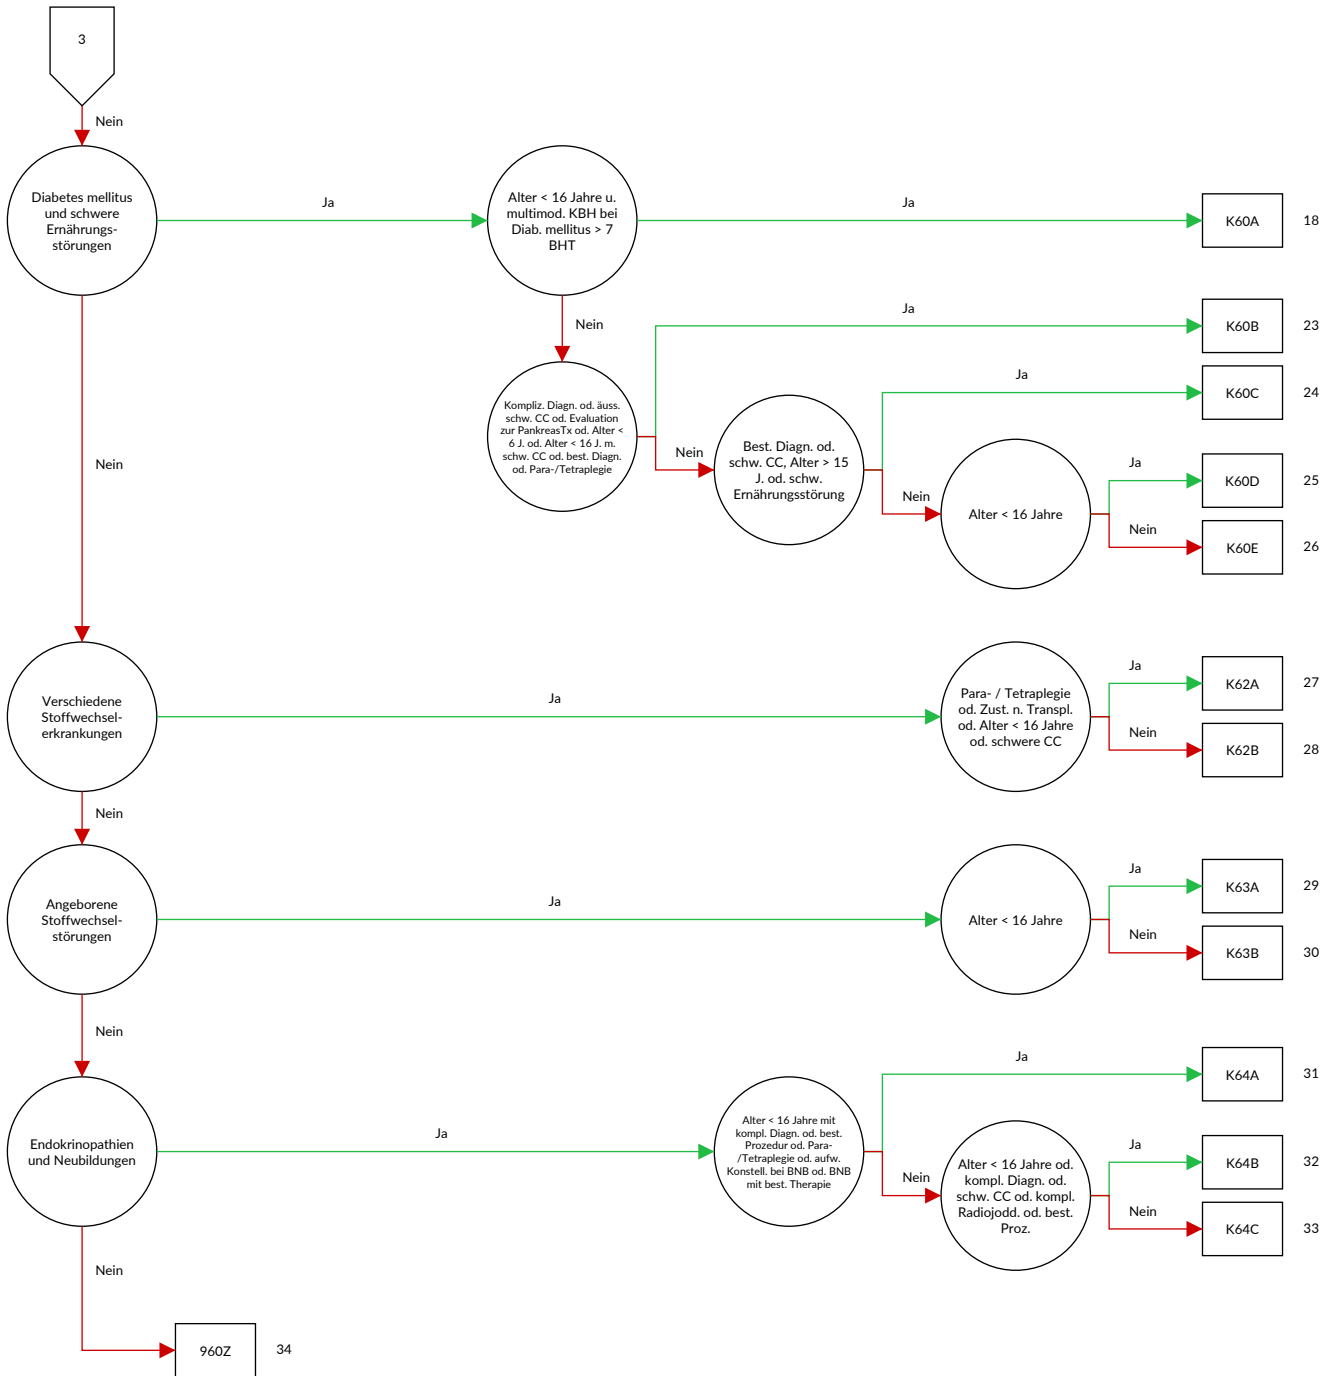 3
Nein
Diabetes mellitus
und schwere
Ernährungs-
störungen
Ja
Alter < 16 Jahre u.
multimod. KBH bei
Diab. mellitus > 7
BHT
Ja
K60A
18
Nein
Ja
K60B
23
Kompliz. Diagn. od. äuss.
schw. CC od. Evaluation
zur PankreasTx od. Alter <
6 J. od. Alter < 16 J. m.
schw. CC od. best. Diagn.
od. Para-/Tetraplegie
Nein
Best. Diagn. od.
schw. CC, Alter > 15
J. od. schw.
Ernährungsstörung
Ja
K60C
24
Nein
Alter < 16 Jahre
Ja
K60D
25
Nein
K60E
26
Nein
Verschiedene
Stoffwechsel-
erkrankungen
Ja
Para- / Tetraplegie
od. Zust. n. Transpl.
od. Alter < 16 Jahre
od. schwere CC
Ja
K62A
27
Nein
K62B
28
Nein
Angeborene
Stoffwechsel-
störungen
Ja
Alter < 16 Jahre
Ja
K63A
29
Nein
K63B
30
Nein
Endokrinopathien
und Neubildungen
Ja
Alter < 16 Jahre mit
kompl. Diagn. od. best.
Prozedur od. Para-
/Tetraplegie od. aufw.
Konstell. bei BNB od. BNB
mit best. Therapie
Ja
K64A
31
Nein
Alter < 16 Jahre od.
kompl. Diagn. od.
schw. CC od. kompl.
Radiojodd. od. best.
Proz.
Ja
K64B
32
Nein
K64C
33
Nein
960Z
34